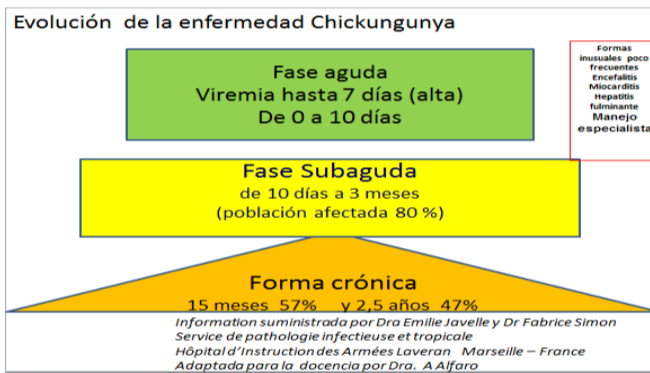 Evolución de la enfermedad Chickungunya
Fase aguda
Viremia hasta 7 días (alta)
De 0 a 10 días
Formas
inusuales poco
frecuentes
Encefalitis
Miocarditis
Hepatitis
fulminante
Manejo
especialista
Fase Subaguda
de 10 días a 3 meses
(población afectada 80 %)
Forma crónica
15 meses 57% y 2,5 años 47%
Information suministrada por Dra Emilie Javelle y Dr Fabrice Simon
Service de pathologie infectieuse et tropicale
Hôpital d'Instruction des Armées Laveran Marseille – France
Adaptada para la docencia por Dra. A Alfaro